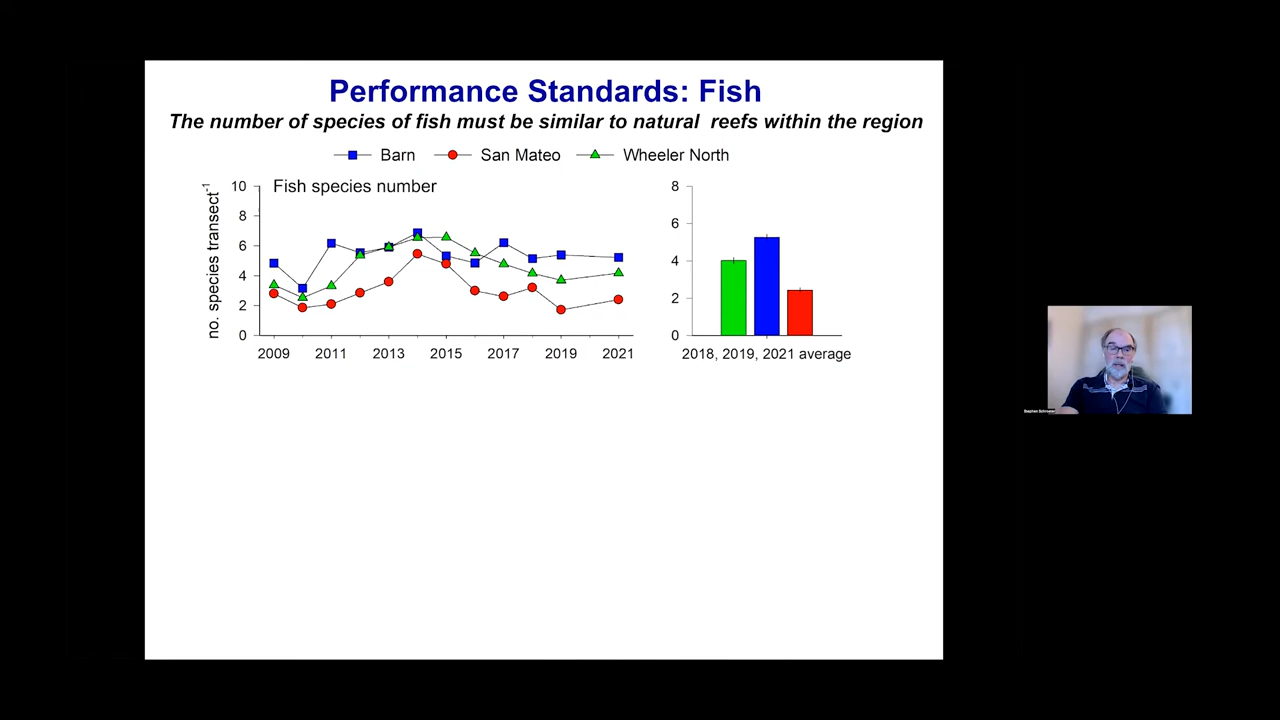 Performance Standards: Fish
The number of species of fish must be similar to natural reefs within the region
Barn San Mateo Wheeler North
Fish species number
no. species transect-1
10
8
6
4
2
0
2009 2011 2013 2015 2017 2019 2021
8
6
4
2
0
2018, 2019, 2021 average